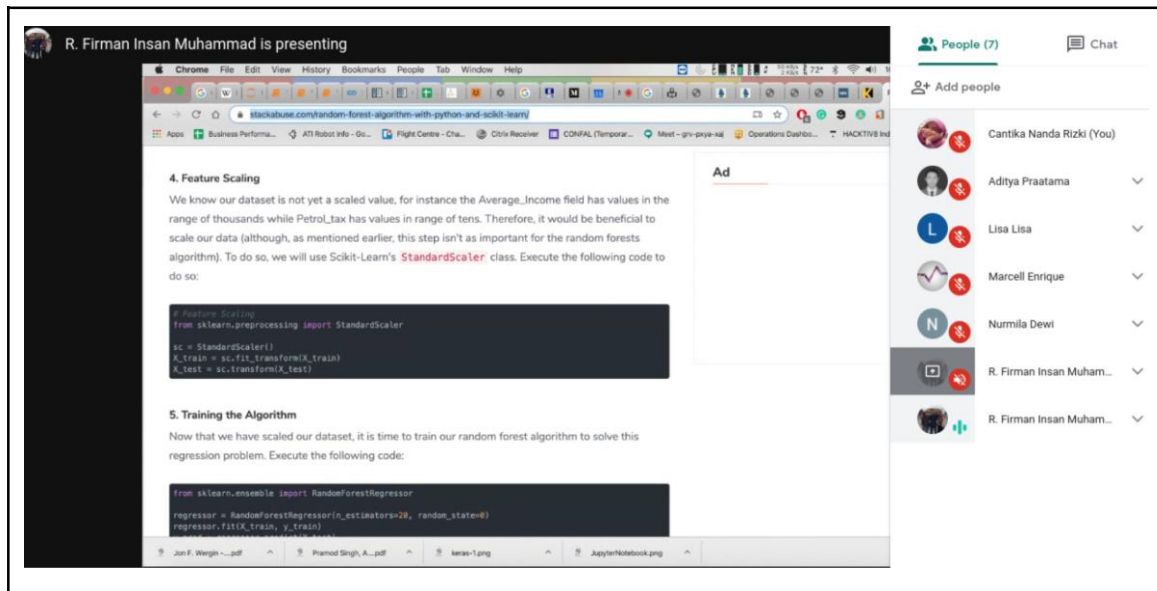 R. Firman Insan Muhammad is presenting
Chrome File Edit View History Bookmarks People Tab Window Help
72°
stackabuse.com/random-forest-algorithm-with-python-and-scikit-learn/
Apps Business Performa... ATI Robot Info - Go... Flight Centre - Cha... Citrix Receiver CONFAL (Temporar... Meet – grv-pxya-xaj Operations Dashbo... HACKTIV8 Ind
4. Feature Scaling
We know our dataset is not yet a scaled value, for instance the Average_Income field has values in the
range of thousands while Petrol_tax has values in range of tens. Therefore, it would be beneficial to
scale our data (although, as mentioned earlier, this step isn't as important for the random forests
algorithm). To do so, we will use Scikit-Learn's StandardScaler class. Execute the following code to
do so:
# Feature Scaling
from sklearn.preprocessing import StandardScaler
sc = StandardScaler()
X_train = sc.fit_transform(X_train)
X_test = sc.transform(X_test)
5. Training the Algorithm
Now that we have scaled our dataset, it is time to train our random forest algorithm to solve this
regression problem. Execute the following code:
from sklearn.ensemble import RandomForestRegressor
regressor = RandomForestRegressor(n_estimators=20, random_state=0)
regressor.fit(X_train, y_train)
Ad
Jon F. Wergin -....pdf Pramod Singh, A....pdf keras-1.png JupyterNotebook.png
People (7) Chat
Add people
Cantika Nanda Rizki (You)
Aditya Praatama
L Lisa Lisa
Marcell Enrique
N Nurmila Dewi
R. Firman Insan Muham...
R. Firman Insan Muham...